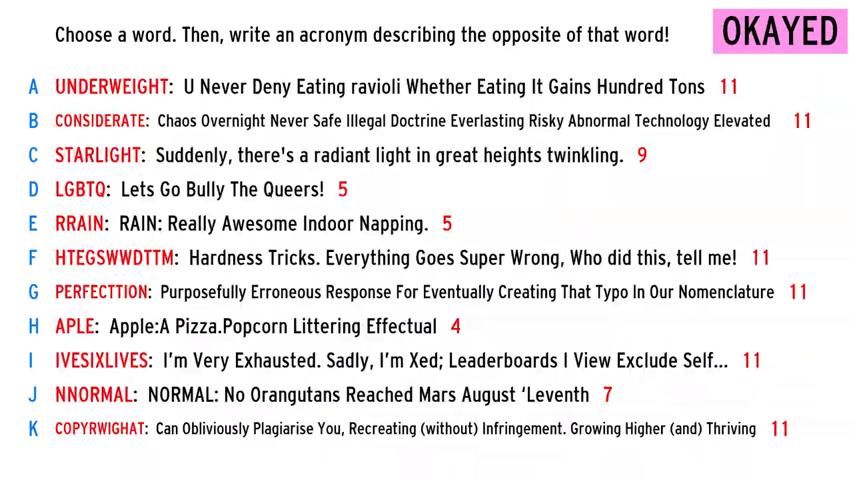 Choose a word. Then, write an acronym describing the opposite of that word!
OKAYED
A UNDERWEIGHT: U Never Deny Eating ravioli Whether Eating It Gains Hundred Tons 11
B CONSIDERATE: Chaos Overnight Never Safe Illegal Doctrine Everlasting Risky Abnormal Technology Elevated 11
C STARLIGHT: Suddenly, there's a radiant light in great heights twinkling. 9
D LGBTQ: Lets Go Bully The Queers! 5
E RRAIN: RAIN: Really Awesome Indoor Napping. 5
F HTEGSWWDTTM: Hardness Tricks. Everything Goes Super Wrong, Who did this, tell me! 11
G PERFECTTION: Purposefully Erroneous Response For Eventually Creating That Typo In Our Nomenclature 11
H APLE: Apple:A Pizza.Popcorn Littering Effectual 4
I IVESIXLIVES: I'm Very Exhausted. Sadly, I'm Xed; Leaderboards I View Exclude Self... 11
J NNORMAL: NORMAL: No Orangutans Reached Mars August ‘Leventh 7
K COPYRWIGHAT: Can Obliviously Plagiarise You, Recreating (without) Infringement. Growing Higher (and) Thriving 11